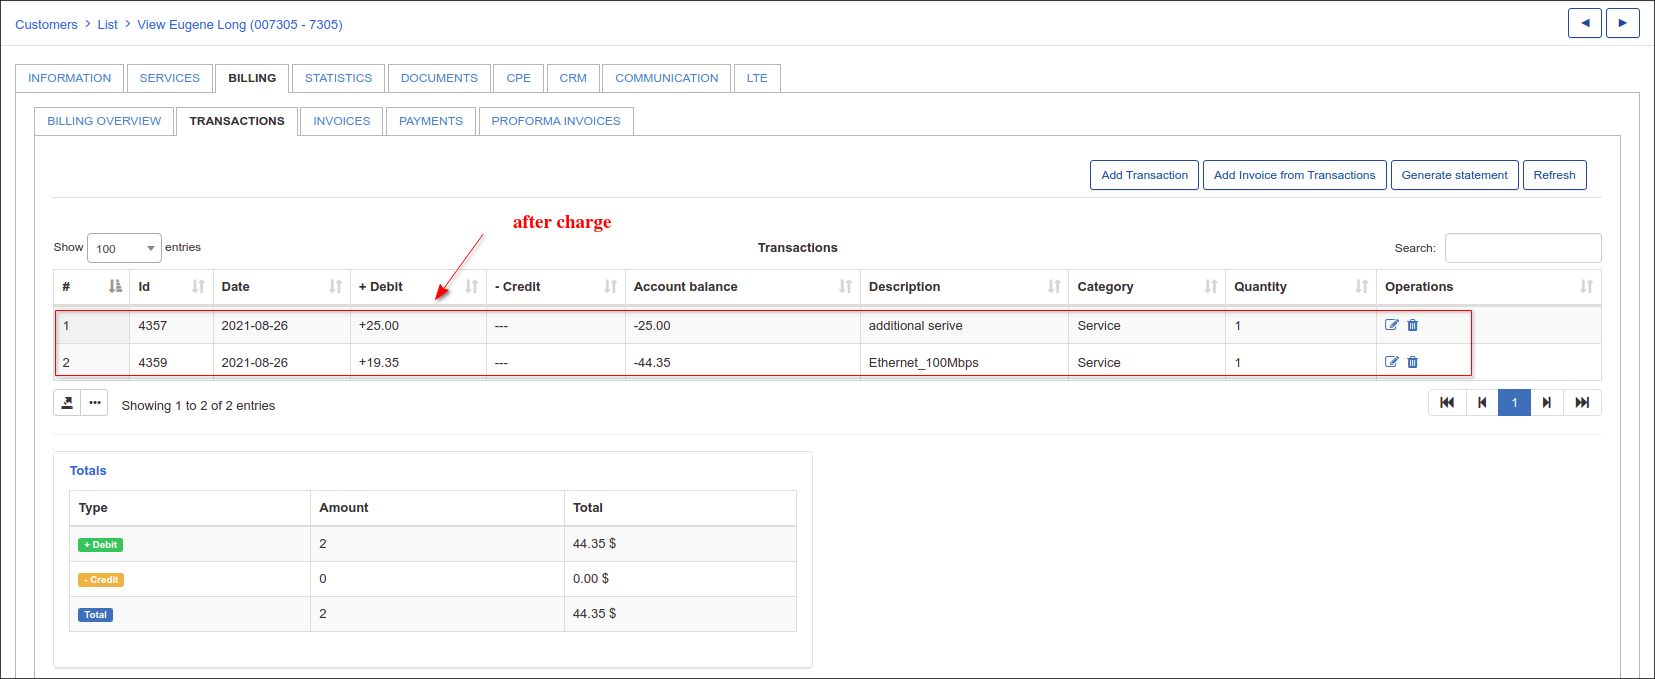 Customers > List > View Eugene Long (007305 - 7305)
INFORMATION SERVICES BILLING STATISTICS DOCUMENTS CPE CRM COMMUNICATION LTE
BILLING OVERVIEW TRANSACTIONS INVOICES PAYMENTS PROFORMA INVOICES
Add Transaction Add Invoice from Transactions Generate statement Refresh
after charge
Show 100 entries Transactions Search:
# Id Date + Debit - Credit Account balance Description Category Quantity Operations
1 4357 2021-08-26 +25.00 --- -25.00 additional serive Service 1
2 4359 2021-08-26 +19.35 --- -44.35 Ethernet_100Mbps Service 1
Showing 1 to 2 of 2 entries 1
Totals
Type Amount Total
+ Debit 2 44.35 $
- Credit 0 0.00 $
Total 2 44.35 $